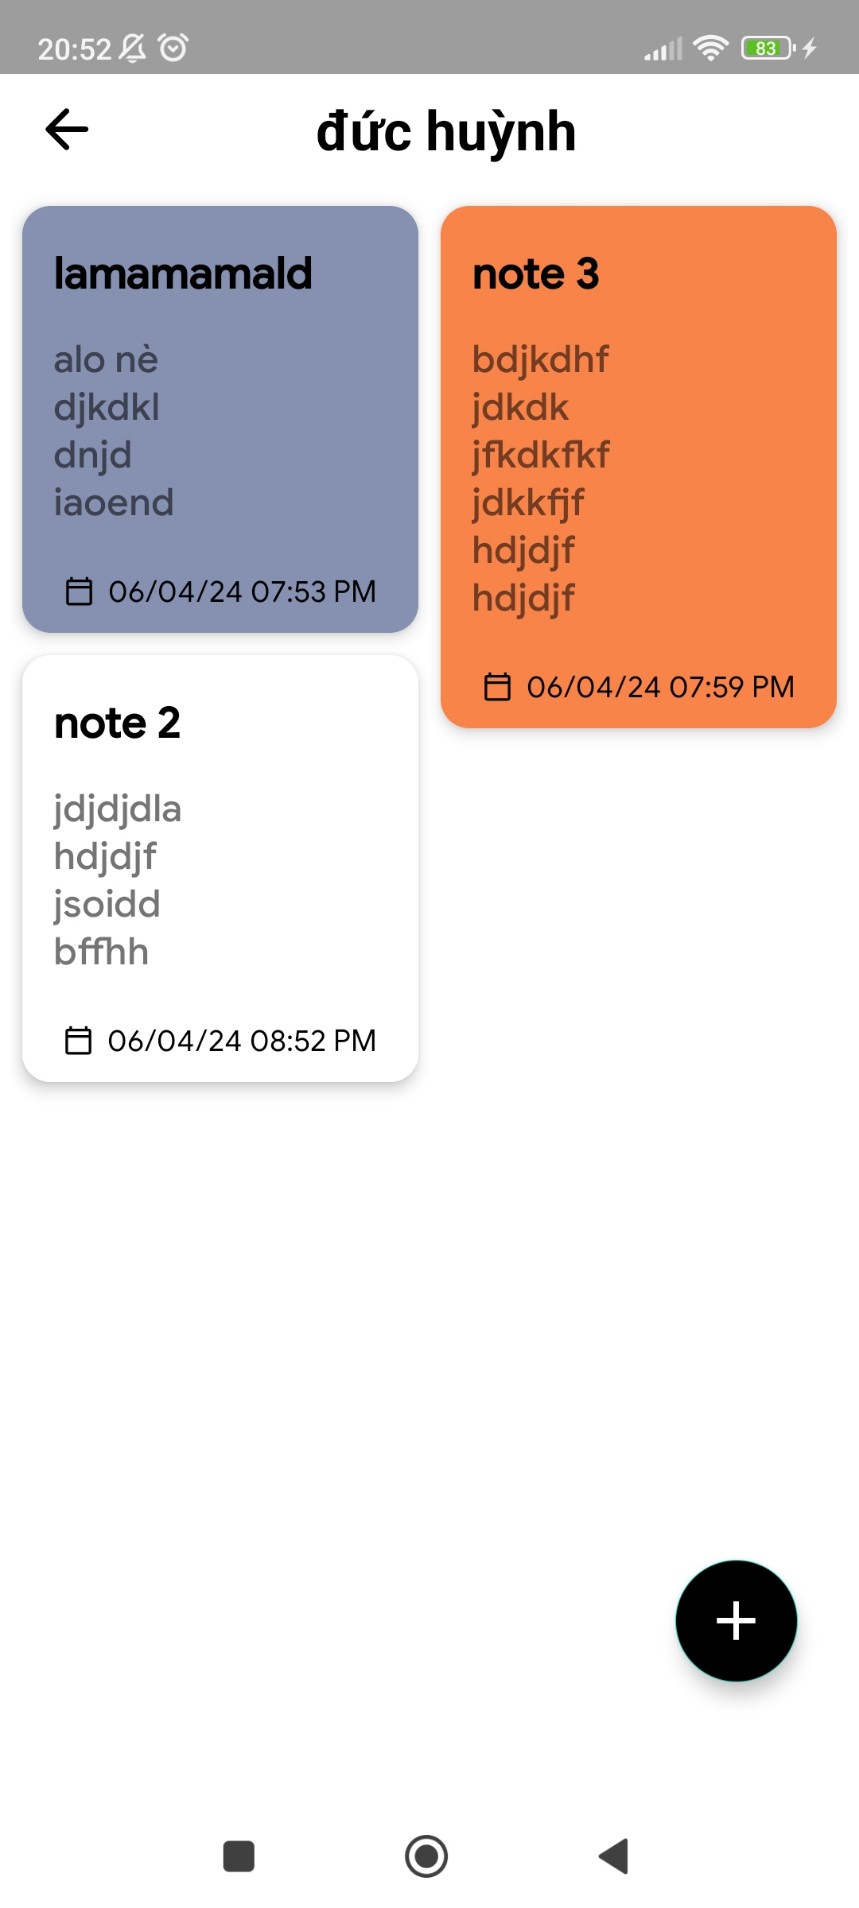 20:52
83
đức huỳnh
lamamamald
alo nè
djkdkl
dnjd
iaoend
06/04/24 07:53 PM
note 3
bdjkdhf
jdkdk
jfkdkfkf
jdkkfjf
hdjdjf
hdjdjf
06/04/24 07:59 PM
note 2
jdjdjdla
hdjdjf
jsoidd
bffhh
06/04/24 08:52 PM